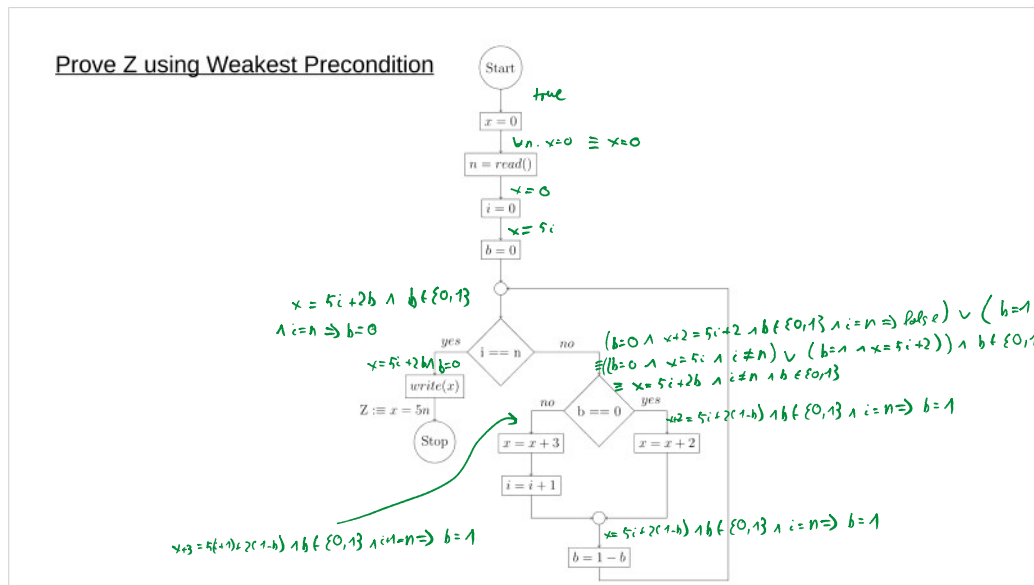 Prove Z using Weakest Precondition
Start
true
x = 0
∀n. x=0 ≡ x=0
n = read()
x=0
i = 0
x = 5i
b = 0
x = 5i+2b ∧ b∈{0,1}
∧ i=n ⇒ b=0
(b=0 ∧ x+2=5i+2 ∧ b∈{0,1} ∧ i=n ⇒ false) ∨ (b=1
yes
i == n
no
≡((b=0 ∧ x=5i ∧ i≠n) ∨ (b=1 ∧ x=5i+2)) ∧ b∈{0,1
x=5i+2b ∧ b=0
≡ x=5i+2b ∧ i≠n ∧ b∈{0,1}
write(x)
no
b == 0
yes
Z :≡ x = 5n
x+2=5i+2(1-b) ∧ b∈{0,1} ∧ i=n ⇒ b=1
Stop
x = x + 3
x = x + 2
i = i + 1
x=5i+2(1-b) ∧ b∈{0,1} ∧ i=n ⇒ b=1
x+3=5(i+1)+2(1-b) ∧ b∈{0,1} ∧ i+1=n ⇒ b=1
b = 1 − b